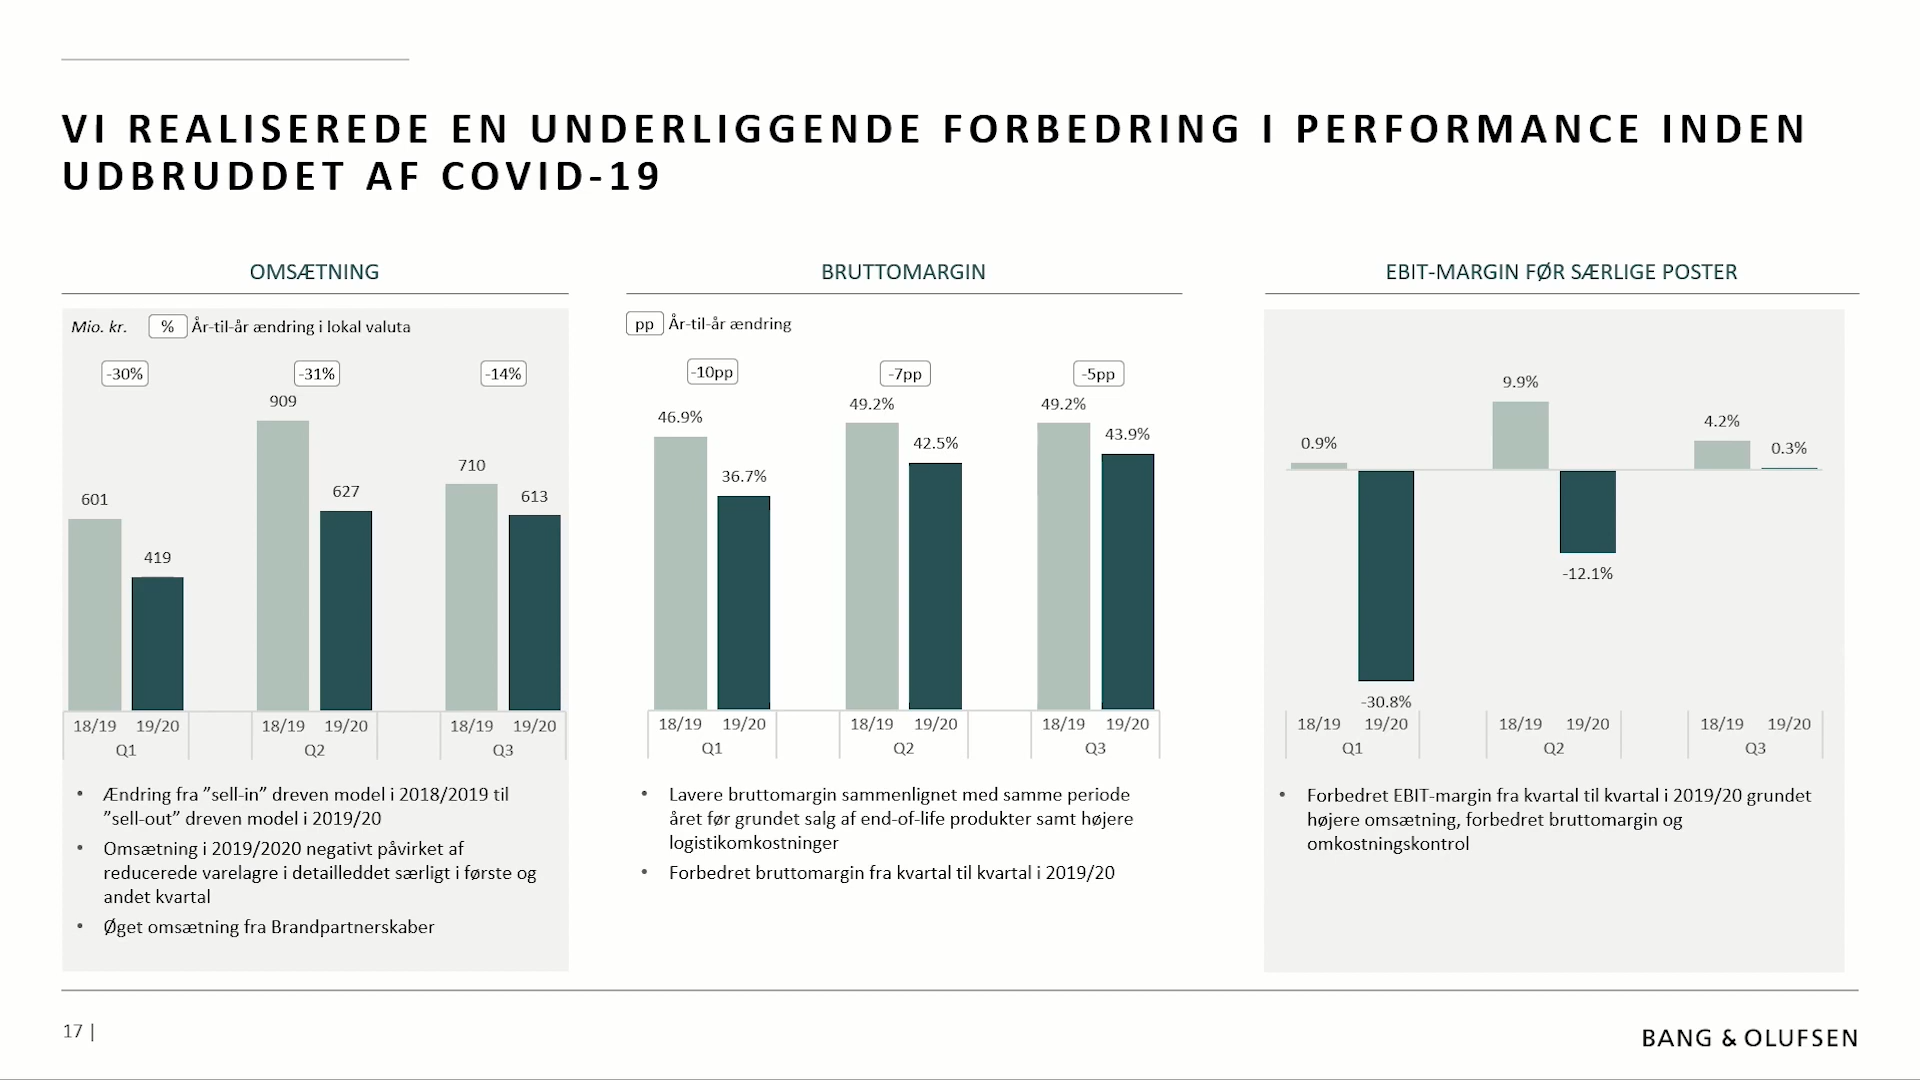 VI REALISEREDE EN UNDERLIGGENDE FORBEDRING I PERFORMANCE INDEN
UDBRUDDET AF COVID-19
OMSÆTNING
Mio. kr. % År-til-år ændring i lokal valuta
-30% -31% -14%
601 419 909 627 710 613
18/19 19/20 18/19 19/20 18/19 19/20
Q1 Q2 Q3
• Ændring fra ”sell-in” dreven model i 2018/2019 til
”sell-out” dreven model i 2019/20
• Omsætning i 2019/2020 negativt påvirket af
reducerede varelagre i detailleddet særligt i første og
andet kvartal
• Øget omsætning fra Brandpartnerskaber
BRUTTOMARGIN
pp År-til-år ændring
-10pp -7pp -5pp
46.9% 36.7% 49.2% 42.5% 49.2% 43.9%
18/19 19/20 18/19 19/20 18/19 19/20
Q1 Q2 Q3
• Lavere bruttomargin sammenlignet med samme periode
året før grundet salg af end-of-life produkter samt højere
logistikomkostninger
• Forbedret bruttomargin fra kvartal til kvartal i 2019/20
EBIT-MARGIN FØR SÆRLIGE POSTER
0.9% -30.8% 9.9% -12.1% 4.2% 0.3%
18/19 19/20 18/19 19/20 18/19 19/20
Q1 Q2 Q3
• Forbedret EBIT-margin fra kvartal til kvartal i 2019/20 grundet
højere omsætning, forbedret bruttomargin og
omkostningskontrol
17 |
BANG & OLUFSEN